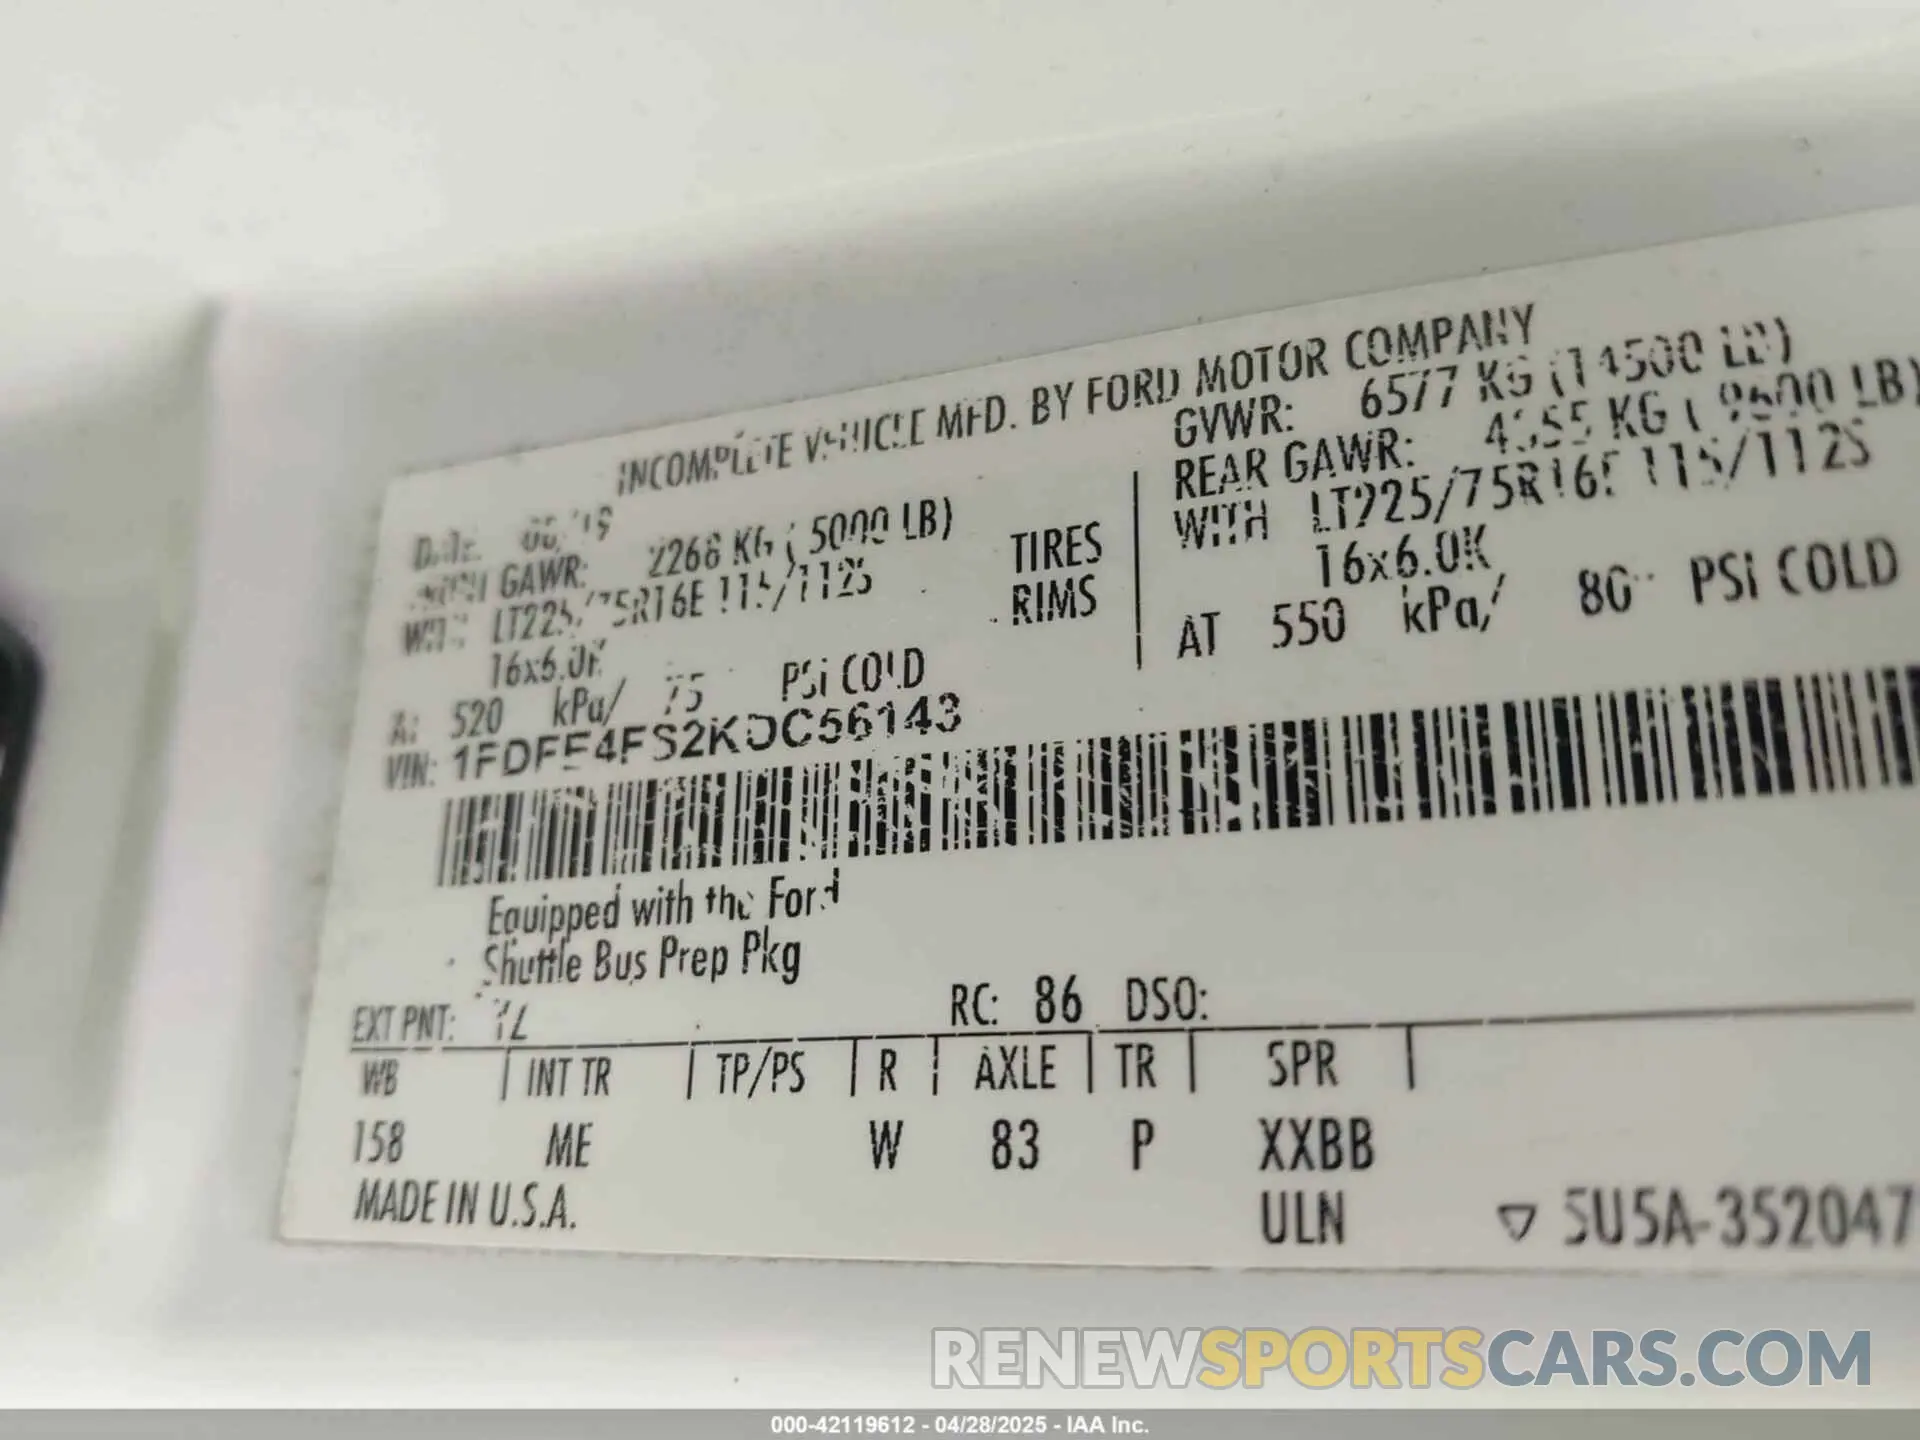 INCOMPLETE VEHICLE MFD. BY FORD MOTOR COMPANY
GVWR: 6577 KG (14500 LB)
GAWR: 2268 KG ( 5000 LB)
WITH LT225/75R16E 115/112S
16x6.0K
520 kPa/ 75 PSI COLD
TIRES
RIMS
REAR GAWR: KG ( 9600 LB)
WITH LT225/75R16E 115/112S
16x6.0K
AT 550 kPa/ 80 PSI COLD
VIN: 1FDFE4FS2KDC56143
Equipped with the Ford
Shuttle Bus Prep Pkg
EXT PNT: YZ RC: 86 DSO:
WB INT TR TP/PS R AXLE TR SPR
158 ME W 83 P XXBB
MADE IN U.S.A. ULN ▽ 5U5A-352047
RENEWSPORTSCARS.COM
000-42119612 - 04/28/2025 - IAA Inc.